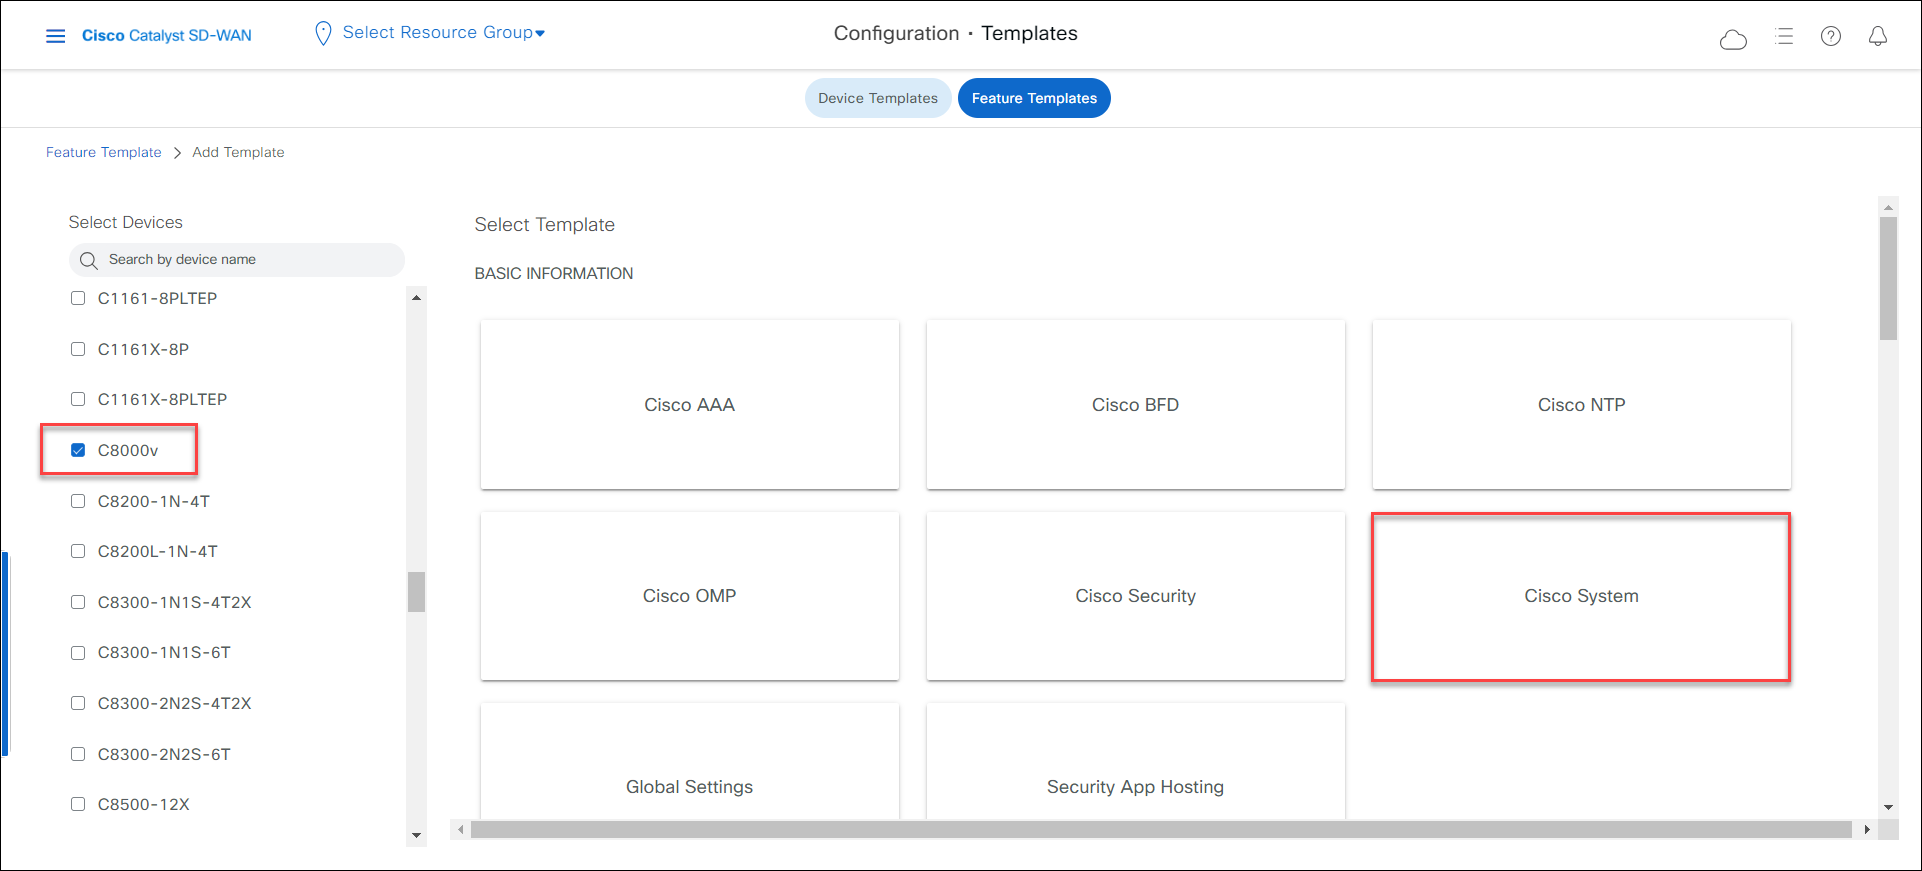 Cisco Catalyst SD-WAN
Select Resource Group
Configuration · Templates
Device Templates
Feature Templates
Feature Template > Add Template
Select Devices
Search by device name
C1161-8PLTEP
C1161X-8P
C1161X-8PLTEP
C8000v
C8200-1N-4T
C8200L-1N-4T
C8300-1N1S-4T2X
C8300-1N1S-6T
C8300-2N2S-4T2X
C8300-2N2S-6T
C8500-12X
Select Template
BASIC INFORMATION
Cisco AAA
Cisco BFD
Cisco NTP
Cisco OMP
Cisco Security
Cisco System
Global Settings
Security App Hosting